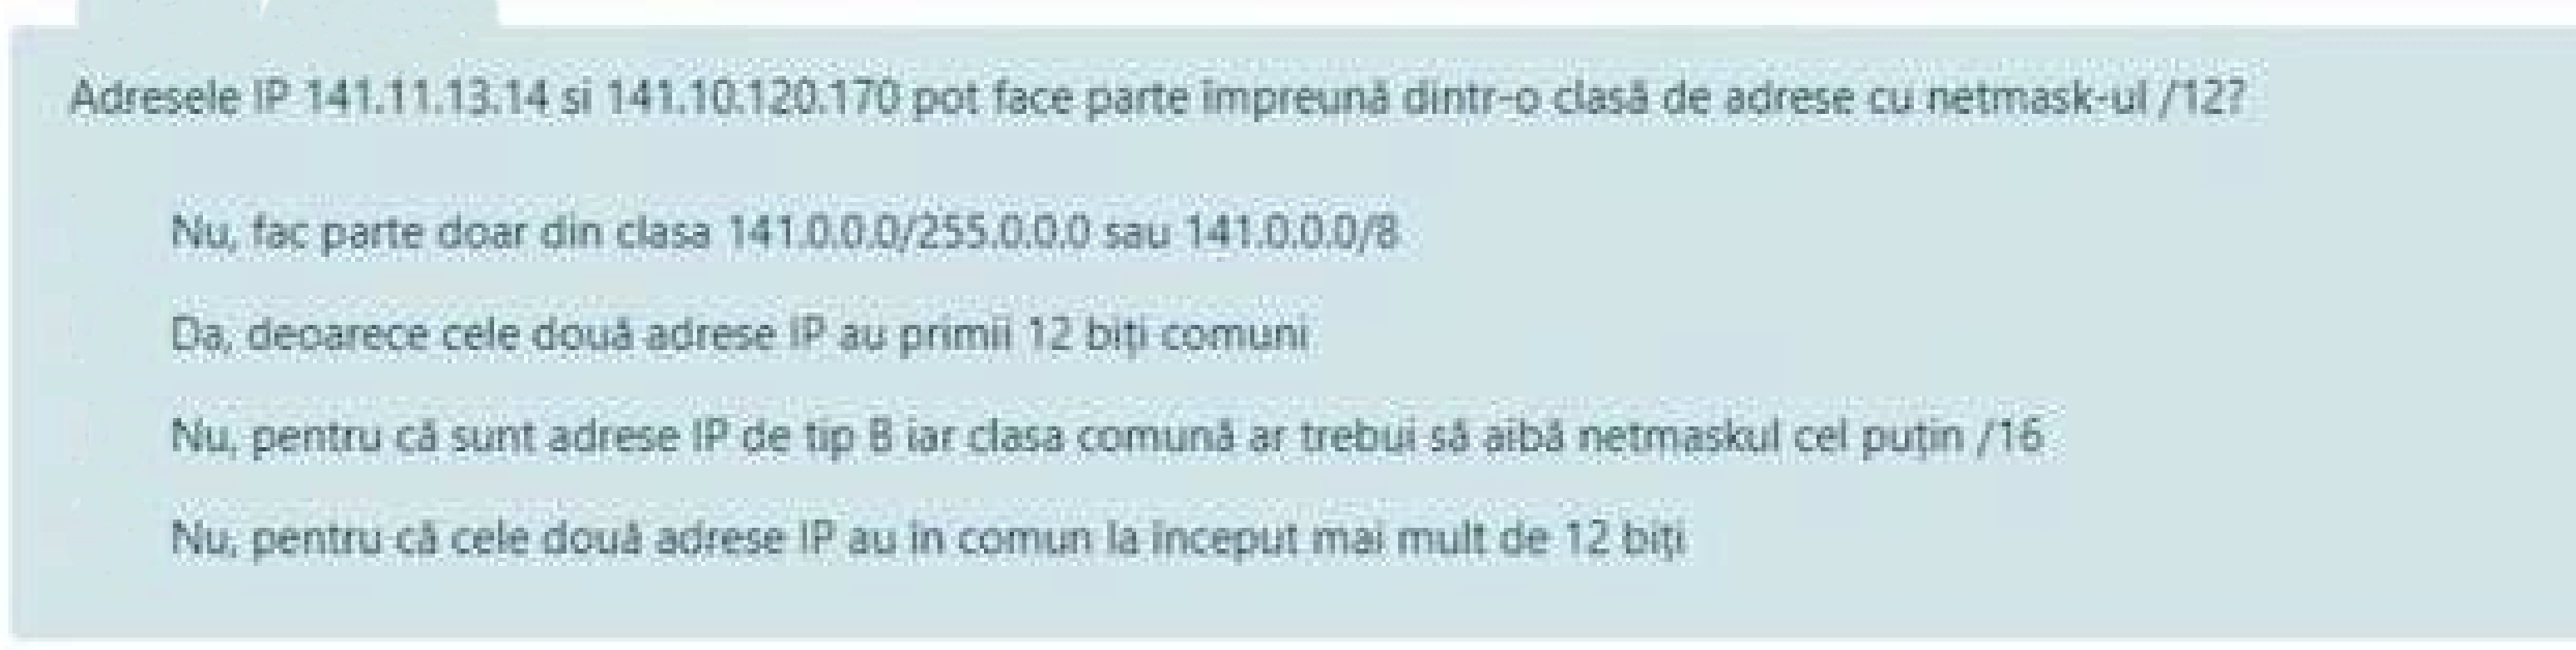 Adresele IP 141.11.13.14 si 141.10.120.170 pot face parte împreună dintr-o clasă de adrese cu netmask-ul /12?
Nu, fac parte doar din clasa 141.0.0.0/255.0.0.0 sau 141.0.0.0/8
Da, deoarece cele două adrese IP au primii 12 biți comuni
Nu, pentru că sunt adrese IP de tip B iar clasa comună ar trebui să aibă netmaskul cel puțin /16
Nu, pentru că cele două adrese IP au în comun la început mai mult de 12 biți